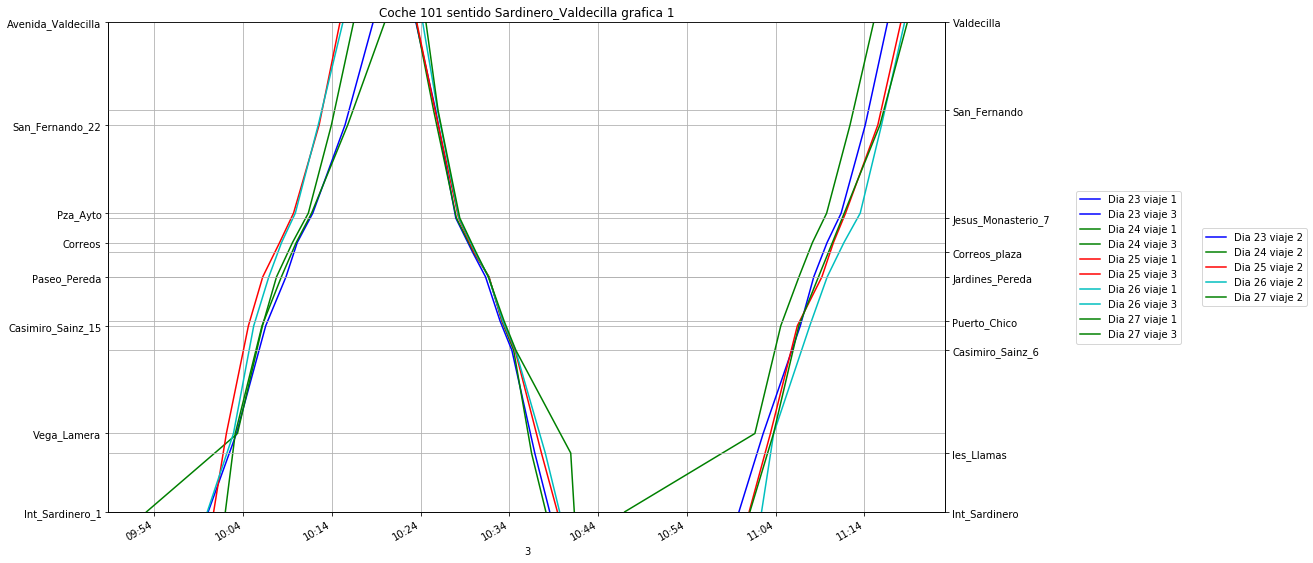 Coche 101 sentido Sardinero_Valdecilla grafica 1
Avenida_Valdecilla
San_Fernando_22
Pza_Ayto
Correos
Paseo_Pereda
Casimiro_Sainz_15
Vega_Lamera
Int_Sardinero_1
Valdecilla
San_Fernando
Jesus_Monasterio_7
Correos_plaza
Jardines_Pereda
Puerto_Chico
Casimiro_Sainz_6
Ies_Llamas
Int_Sardinero
09:54
10:04
10:14
10:24
10:34
10:44
10:54
11:04
11:14
3
Dia 23 viaje 1
Dia 23 viaje 3
Dia 24 viaje 1
Dia 24 viaje 3
Dia 25 viaje 1
Dia 25 viaje 3
Dia 26 viaje 1
Dia 26 viaje 3
Dia 27 viaje 1
Dia 27 viaje 3
Dia 23 viaje 2
Dia 24 viaje 2
Dia 25 viaje 2
Dia 26 viaje 2
Dia 27 viaje 2